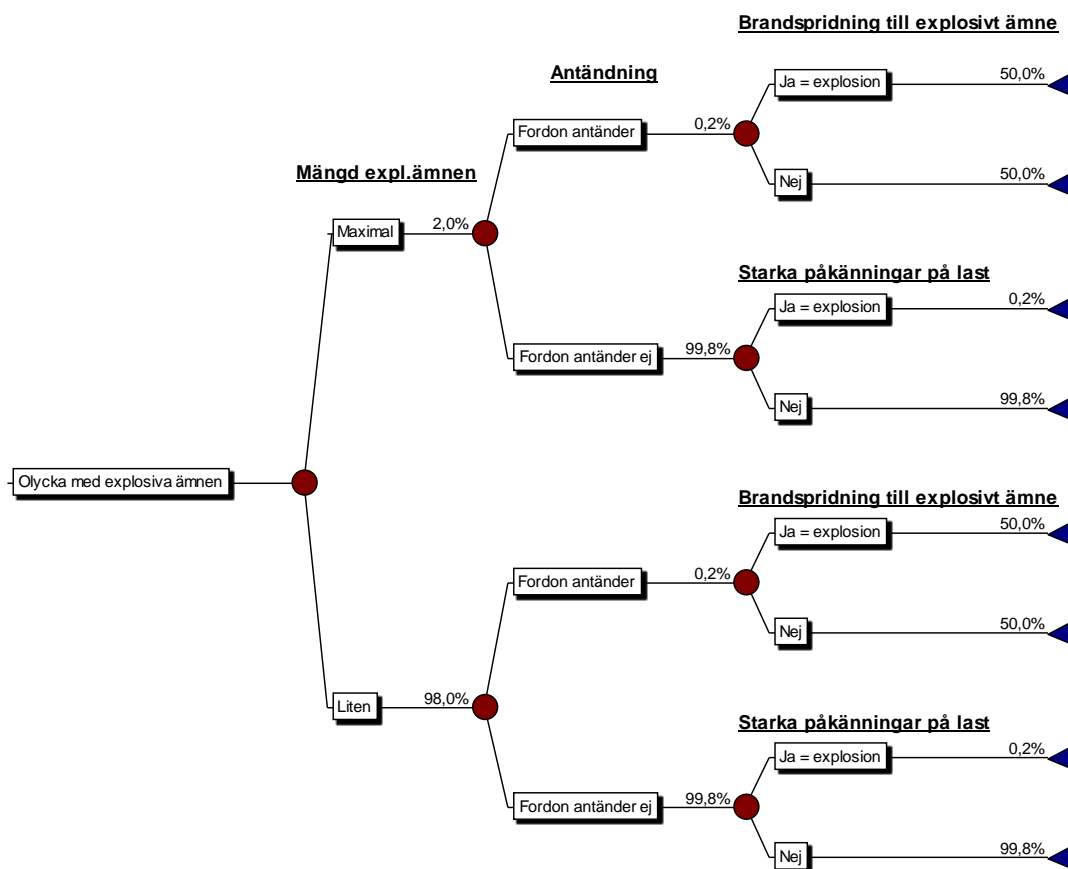 Brandspridning till explosivt ämne
Antändning
Ja = explosion 50,0%
Fordon antänder 0,2%
Mängd expl.ämnen
Nej 50,0%
Maximal 2,0%
Starka påkänningar på last
Ja = explosion 0,2%
Fordon antänder ej 99,8%
Nej 99,8%
Olycka med explosiva ämnen
Brandspridning till explosivt ämne
Ja = explosion 50,0%
Fordon antänder 0,2%
Nej 50,0%
Liten 98,0%
Starka påkänningar på last
Ja = explosion 0,2%
Fordon antänder ej 99,8%
Nej 99,8%